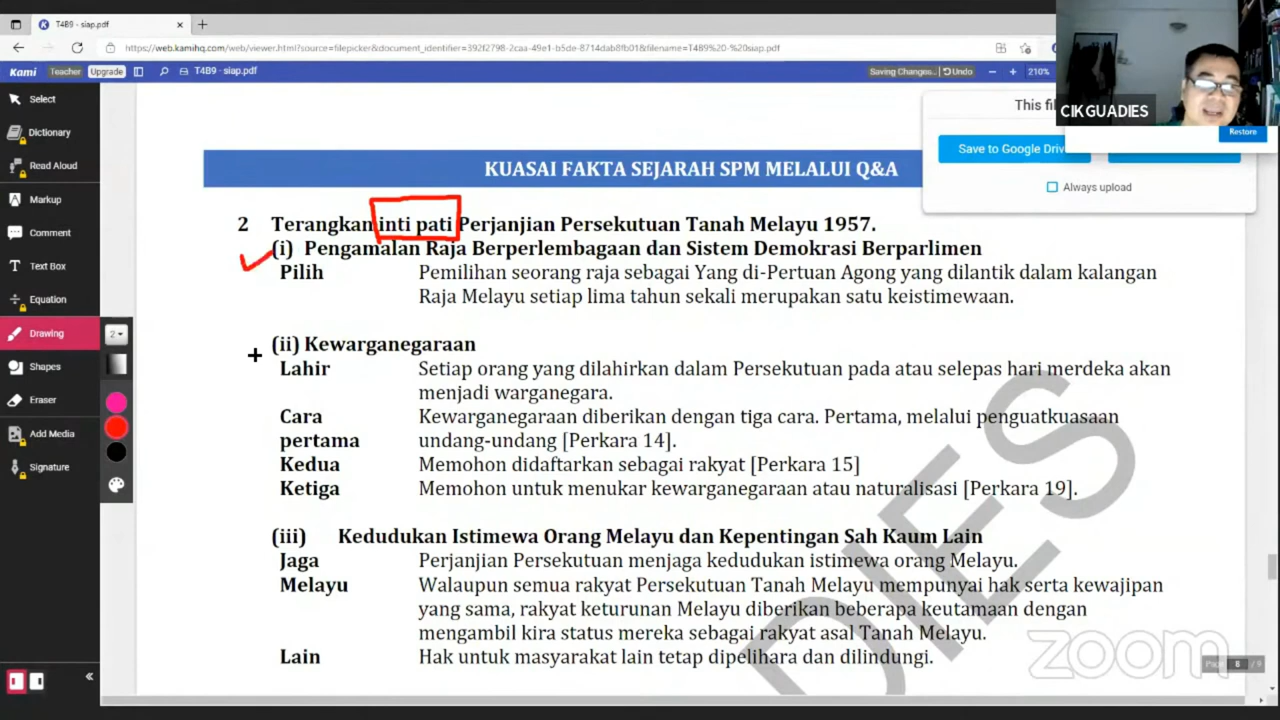 T4B9 - siap.pdf
https://web.kamihq.com/web/viewer.html?source=filepicker&document_identifier=392f2798-2caa-49e1-b5de-8714dab8fb01&filename=T4B9%20-%20siap.pdf
Kami Teacher Upgrade T4B9 - siap.pdf Saving Changes... Undo 210%
CIKGUADIES
This fil
Restore
Save to Google Driv
Always upload
Select
Dictionary
Read Aloud
Markup
Comment
Text Box
Equation
Drawing
Shapes
Eraser
Add Media
Signature
2
KUASAI FAKTA SEJARAH SPM MELALUI Q&A
2 Terangkan inti pati Perjanjian Persekutuan Tanah Melayu 1957.
(i) Pengamalan Raja Berperlembagaan dan Sistem Demokrasi Berparlimen
Pilih Pemilihan seorang raja sebagai Yang di-Pertuan Agong yang dilantik dalam kalangan
Raja Melayu setiap lima tahun sekali merupakan satu keistimewaan.
(ii) Kewarganegaraan
Lahir Setiap orang yang dilahirkan dalam Persekutuan pada atau selepas hari merdeka akan
menjadi warganegara.
Cara Kewarganegaraan diberikan dengan tiga cara. Pertama, melalui penguatkuasaan
pertama undang-undang [Perkara 14].
Kedua Memohon didaftarkan sebagai rakyat [Perkara 15]
Ketiga Memohon untuk menukar kewarganegaraan atau naturalisasi [Perkara 19].
(iii) Kedudukan Istimewa Orang Melayu dan Kepentingan Sah Kaum Lain
Jaga Perjanjian Persekutuan menjaga kedudukan istimewa orang Melayu.
Melayu Walaupun semua rakyat Persekutuan Tanah Melayu mempunyai hak serta kewajipan
yang sama, rakyat keturunan Melayu diberikan beberapa keutamaan dengan
mengambil kira status mereka sebagai rakyat asal Tanah Melayu.
Lain Hak untuk masyarakat lain tetap dipelihara dan dilindungi.
DIES
zoom
Page 8 / 9